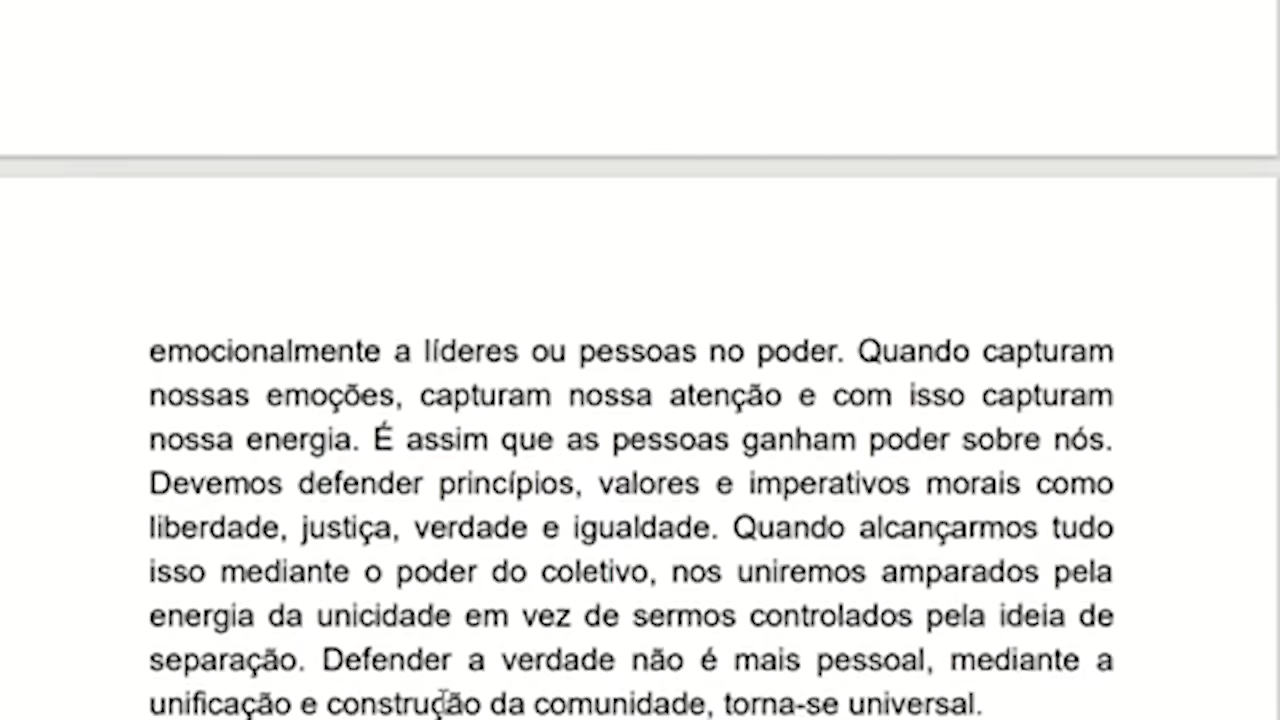 emocionalmente a líderes ou pessoas no poder. Quando capturam
nossas emoções, capturam nossa atenção e com isso capturam
nossa energia. É assim que as pessoas ganham poder sobre nós.
Devemos defender princípios, valores e imperativos morais como
liberdade, justiça, verdade e igualdade. Quando alcançarmos tudo
isso mediante o poder do coletivo, nos uniremos amparados pela
energia da unicidade em vez de sermos controlados pela ideia de
separação. Defender a verdade não é mais pessoal, mediante a
unificação e construção da comunidade, torna-se universal.